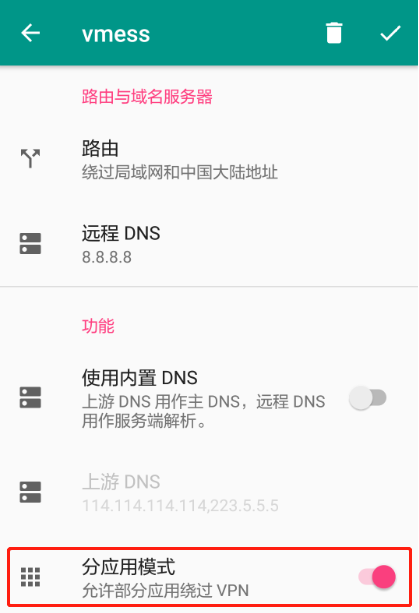 vmess
路由与域名服务器
路由
绕过局域网和中国大陆地址
远程 DNS
8.8.8.8
功能
使用内置 DNS
上游 DNS 用作主 DNS，远程 DNS
用作服务端解析。
上游 DNS
114.114.114.114,223.5.5.5
分应用模式
允许部分应用绕过 VPN